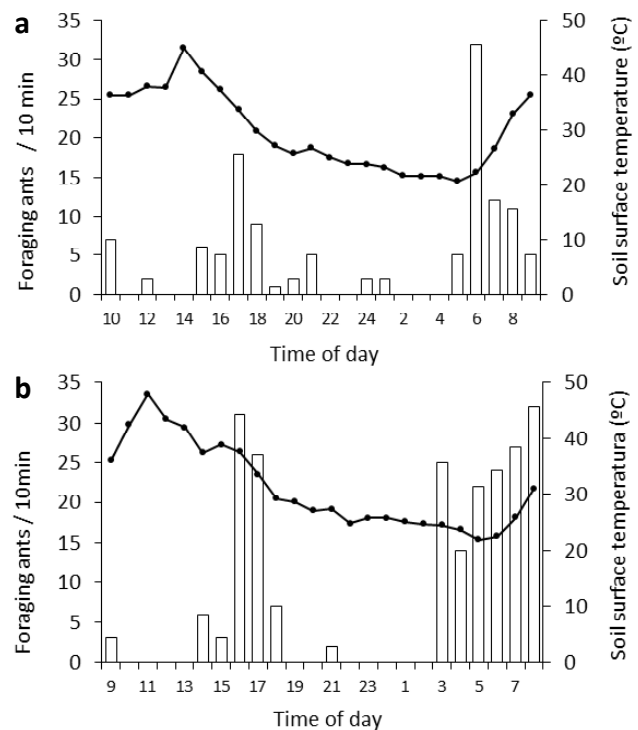 a
Foraging ants / 10 min
35
30
25
20
15
10
5
0
50
40
30
20
10
0
Soil surface temperature (ºC)
10 12 14 16 18 20 22 24 2 4 6 8
Time of day
b
Foraging ants / 10min
35
30
25
20
15
10
5
0
50
40
30
20
10
0
Soil surface temperatura (ºC)
9 11 13 15 17 19 21 23 1 3 5 7
Time of day